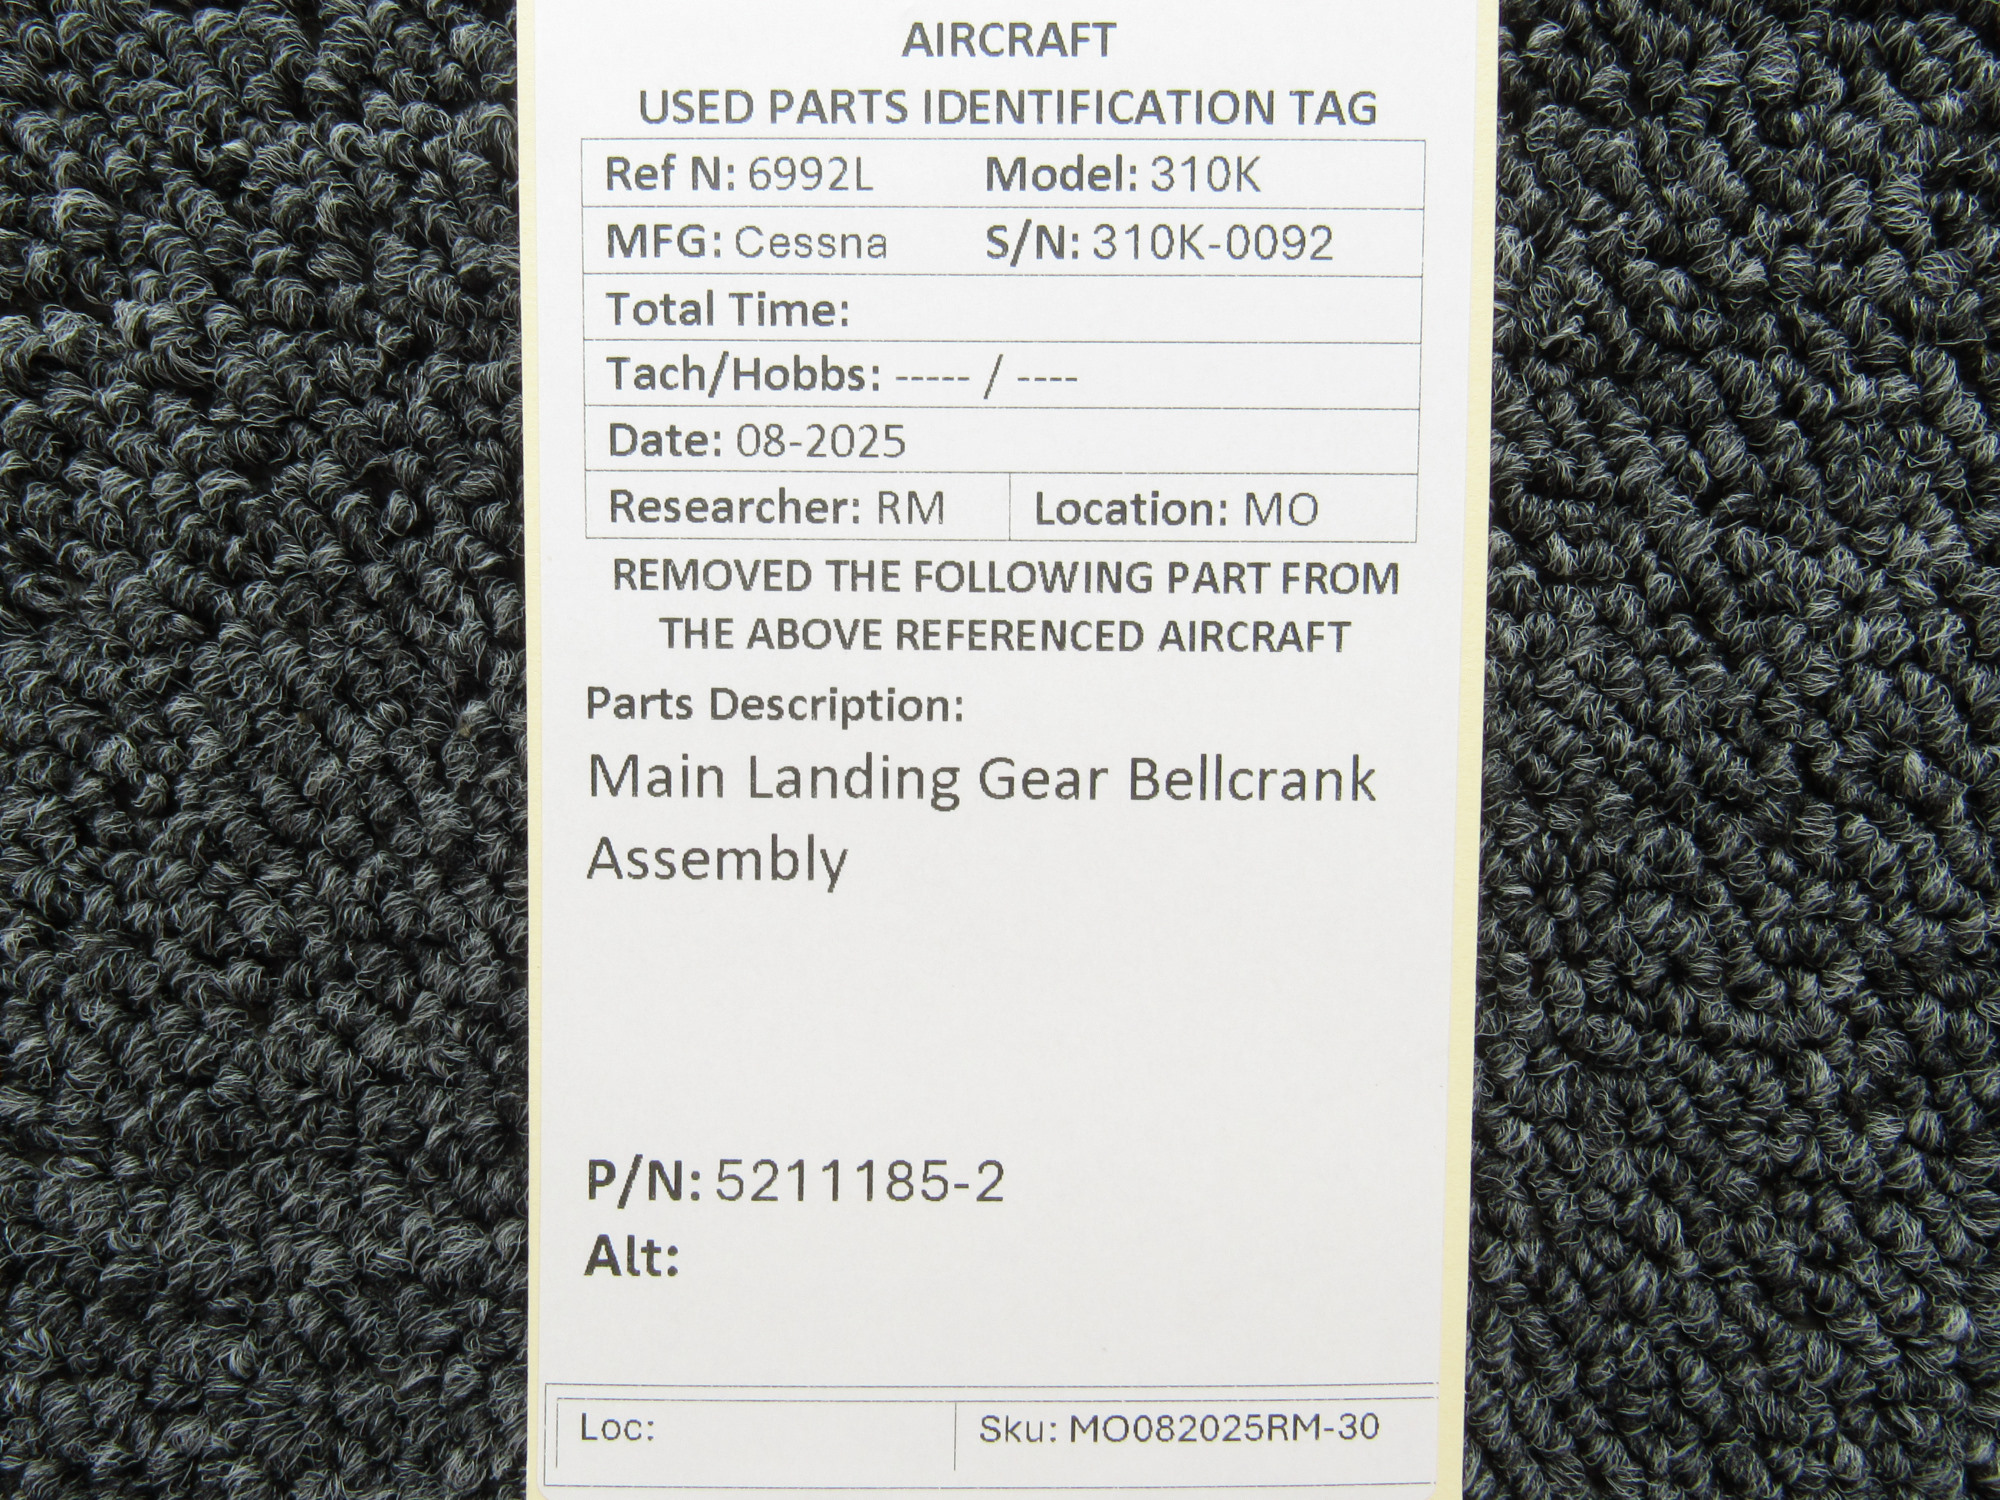 AIRCRAFT
USED PARTS IDENTIFICATION TAG
Ref N: 6992L Model: 310K
MFG: Cessna S/N: 310K-0092
Total Time:
Tach/Hobbs: ----- / ----
Date: 08-2025
Researcher: RM Location: MO
REMOVED THE FOLLOWING PART FROM
THE ABOVE REFERENCED AIRCRAFT
Parts Description:
Main Landing Gear Bellcrank
Assembly
P/N: 5211185-2
Alt:
Loc: Sku: MO082025RM-30